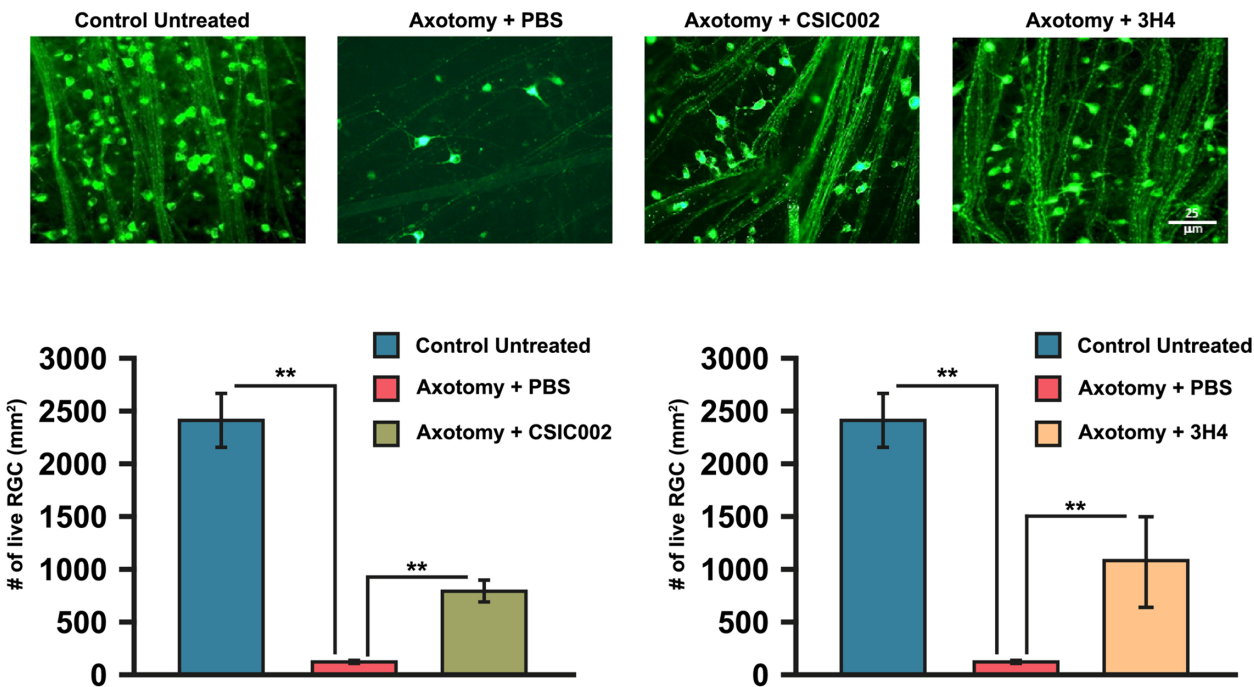 Control Untreated
Axotomy + PBS
Axotomy + CSIC002
Axotomy + 3H4
25
µm
# of live RGC (mm²)
3000
2500
2000
1500
1000
500
0
**
**
Control Untreated
Axotomy + PBS
Axotomy + CSIC002
# of live RGC (mm²)
3000
2500
2000
1500
1000
500
0
**
**
Control Untreated
Axotomy + PBS
Axotomy + 3H4